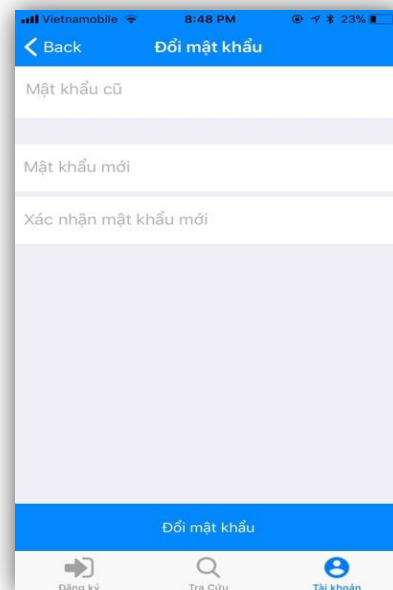 Vietnamobile 8:48 PM 23%
Back Đổi mật khẩu
Mật khẩu cũ
Mật khẩu mới
Xác nhận mật khẩu mới
Đổi mật khẩu
Đăng ký Tra Cứu Tài khoản